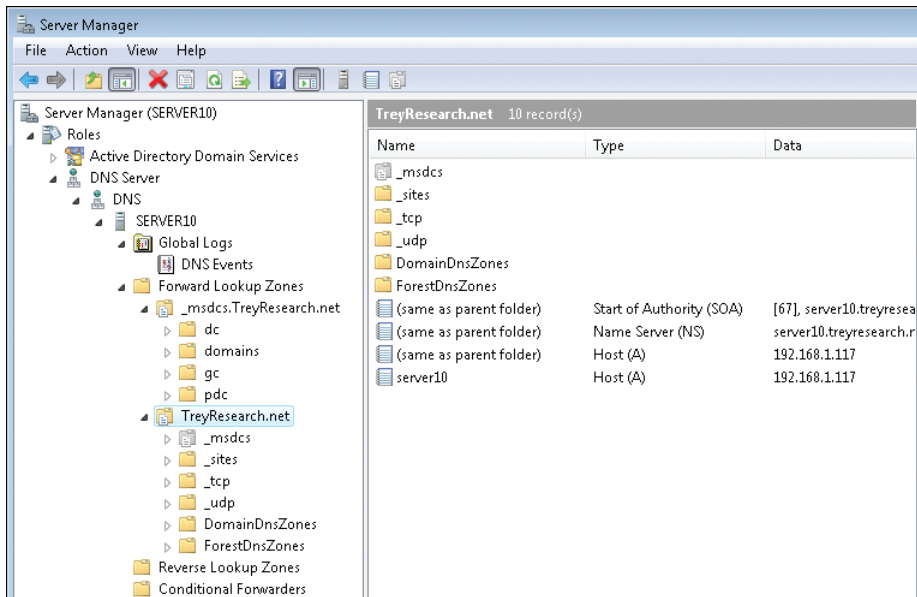 Server Manager
File Action View Help
Server Manager (SERVER10)
Roles
Active Directory Domain Services
DNS Server
DNS
SERVER10
Global Logs
DNS Events
Forward Lookup Zones
_msdcs.TreyResearch.net
dc
domains
gc
pdc
TreyResearch.net
_msdcs
_sites
_tcp
_udp
DomainDnsZones
ForestDnsZones
Reverse Lookup Zones
Conditional Forwarders
TreyResearch.net 10 record(s)
Name Type Data
_msdcs
_sites
_tcp
_udp
DomainDnsZones
ForestDnsZones
(same as parent folder) Start of Authority (SOA) [67], server10.treyresea
(same as parent folder) Name Server (NS) server10.treyresearch.r
(same as parent folder) Host (A) 192.168.1.117
server10 Host (A) 192.168.1.117